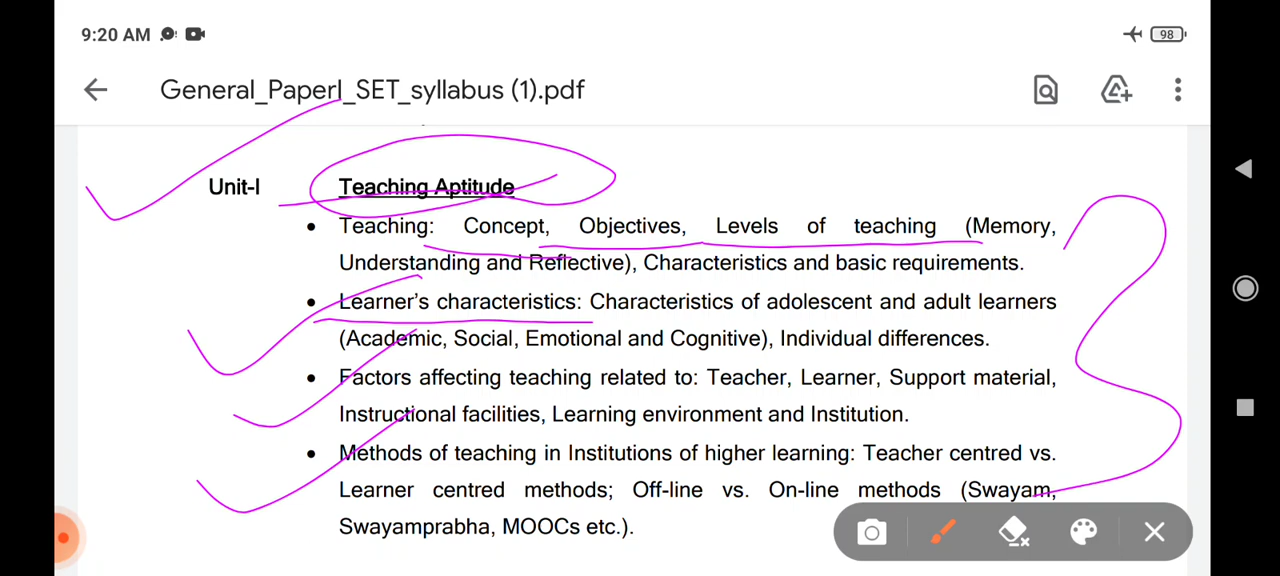 9:20 AM
98
General_PaperI_SET_syllabus (1).pdf
Unit-I Teaching Aptitude
• Teaching: Concept, Objectives, Levels of teaching (Memory,
Understanding and Reflective), Characteristics and basic requirements.
• Learner's characteristics: Characteristics of adolescent and adult learners
(Academic, Social, Emotional and Cognitive), Individual differences.
• Factors affecting teaching related to: Teacher, Learner, Support material,
Instructional facilities, Learning environment and Institution.
• Methods of teaching in Institutions of higher learning: Teacher centred vs.
Learner centred methods; Off-line vs. On-line methods (Swayam,
Swayamprabha, MOOCs etc.).